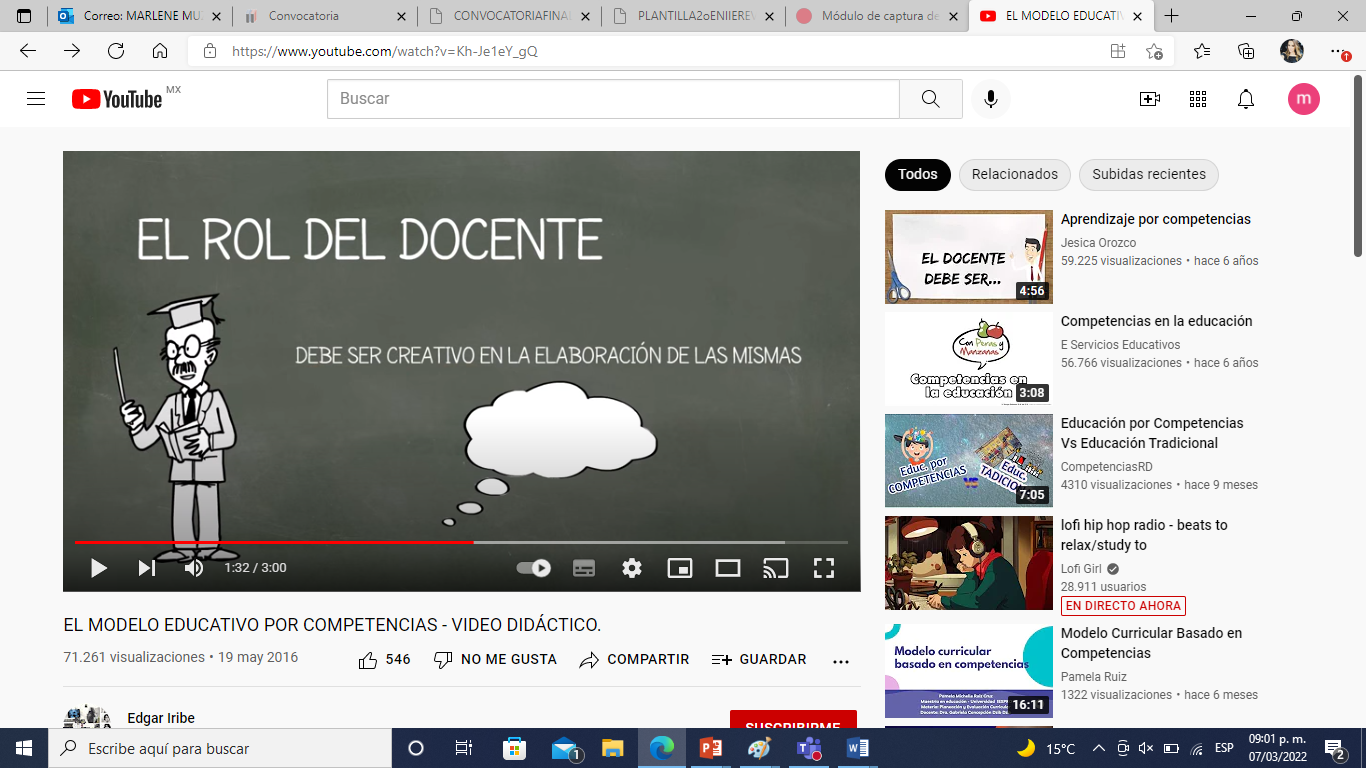 Correo: MARLENE MU
Convocatoria
CONVOCATORIAFINA
PLANTILLA2oENIIERE
Módulo de captura de
EL MODELO EDUCATIV
https://www.youtube.com/watch?v=Kh-Je1eY_gQ
YouTube MX
Buscar
m
EL ROL DEL DOCENTE
DEBE SER CREATIVO EN LA ELABORACIÓN DE LAS MISMAS
1:32 / 3:00
EL MODELO EDUCATIVO POR COMPETENCIAS - VIDEO DIDÁCTICO.
71.261 visualizaciones • 19 may 2016
546
NO ME GUSTA
COMPARTIR
GUARDAR
Edgar Iribe
SUSCRIBIRME
Todos
Relacionados
Subidas recientes
EL DOCENTE
DEBE SER...
4:56
Aprendizaje por competencias
Jesica Orozco
59.225 visualizaciones • hace 6 años
Con Peras y
Manzanas
Competencias en
la educación
3:08
Competencias en la educación
E Servicios Educativos
56.766 visualizaciones • hace 6 años
Educ. por
COMPETENCIAS
VS
Educ.
TADICION
7:05
Educación por Competencias
Vs Educación Tradicional
CompetenciasRD
4310 visualizaciones • hace 9 meses
lofi hip hop radio - beats to
relax/study to
Lofi Girl
28.911 usuarios
EN DIRECTO AHORA
Modelo curricular
basado en competencias
16:11
Modelo Curricular Basado en
Competencias
Pamela Ruiz
1322 visualizaciones • hace 6 meses
Escribe aquí para buscar
1
15°C
ESP
09:01 p. m.
07/03/2022
2